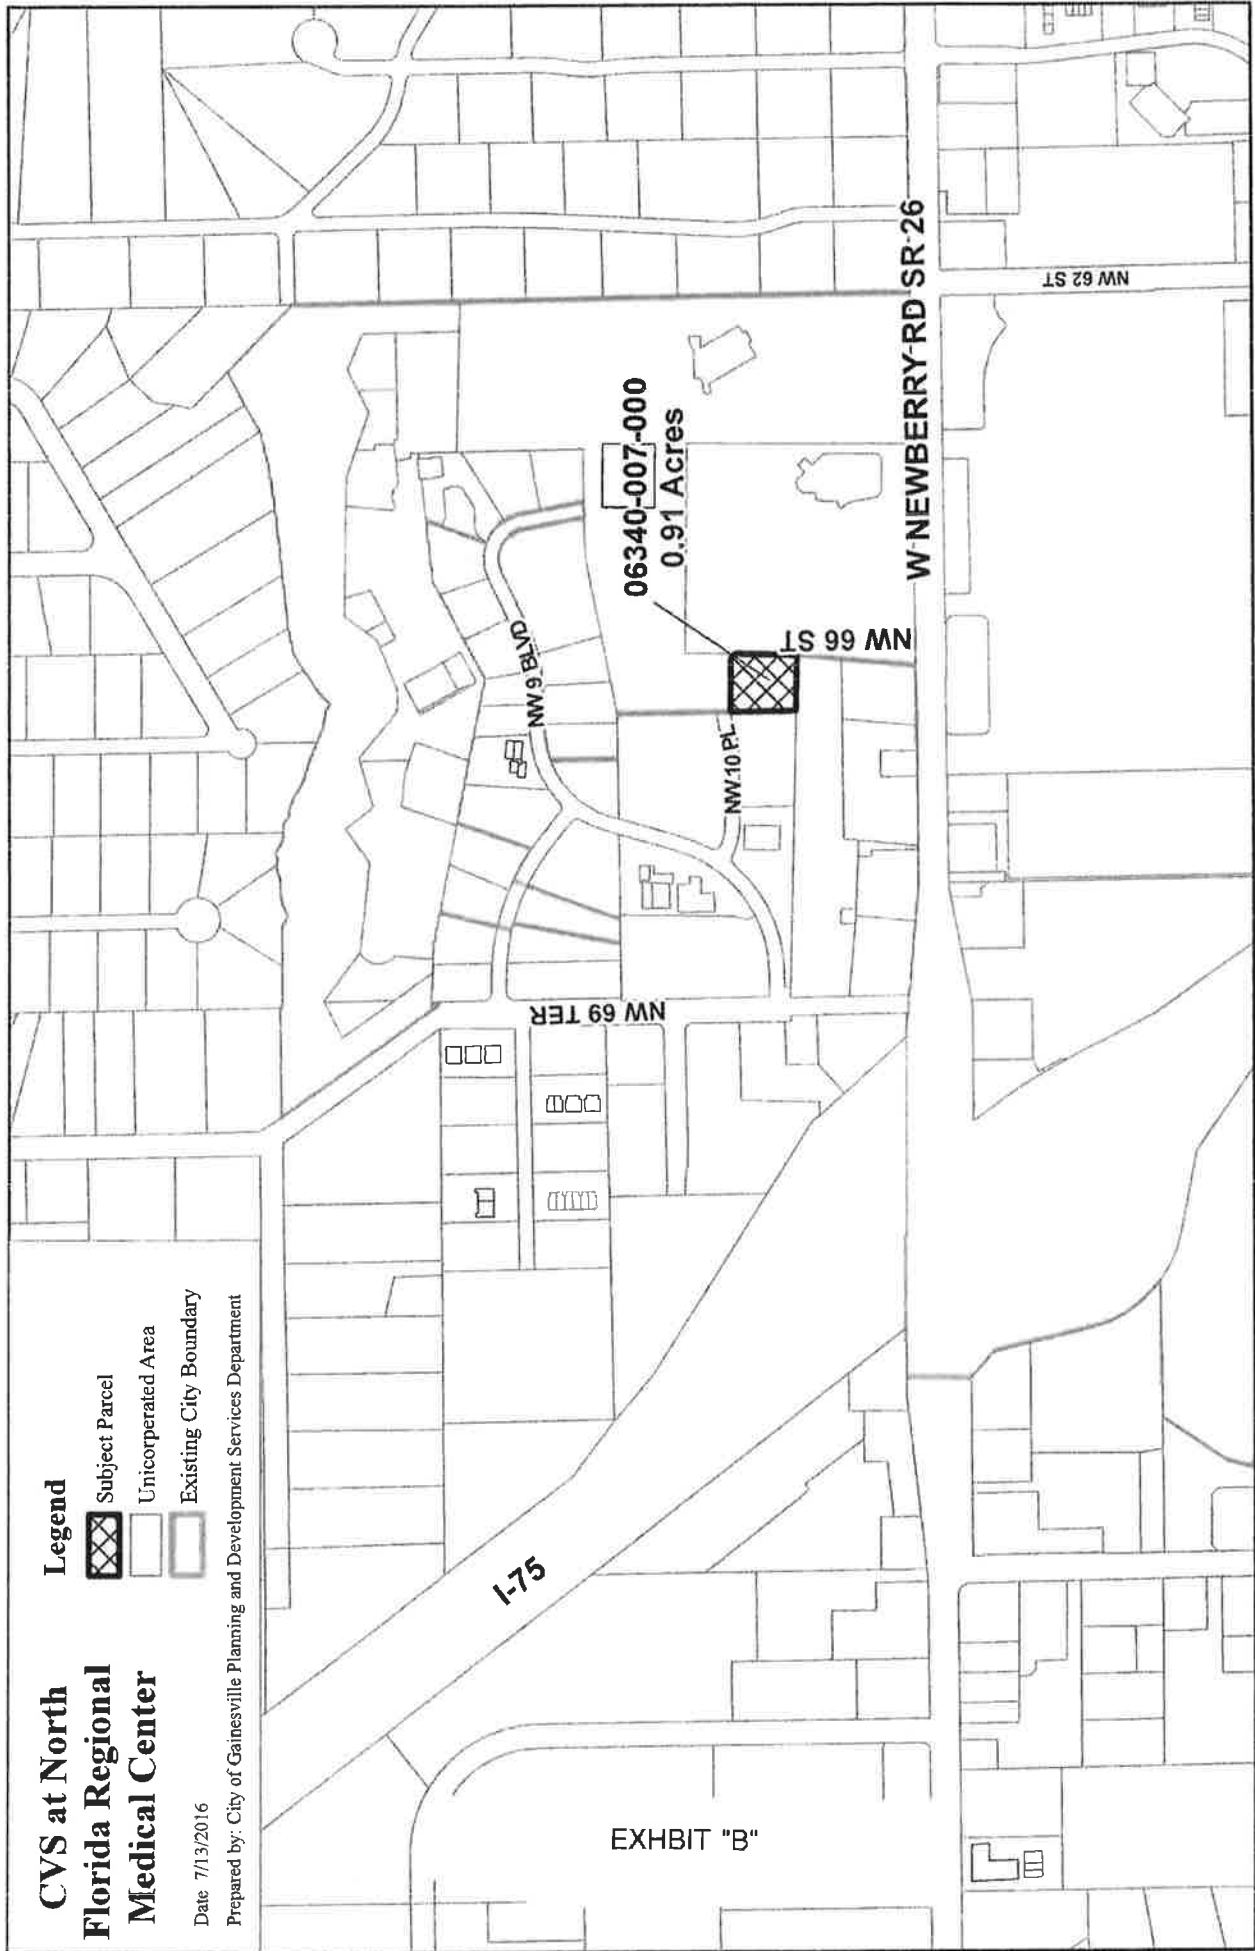 CVS at North
Florida Regional
Medical Center
Date 7/13/2016
Prepared by: City of Gainesville Planning and Development Services Department
Legend
Subject Parcel
Unicorperated Area
Existing City Boundary
I-75
NW 69 TER
NW 9 BLVD
NW 10 PL
06340-007-000
0.91 Acres
NW 66 ST
W NEWBERRY RD SR 26
NW 62 ST
EXHBIT "B"